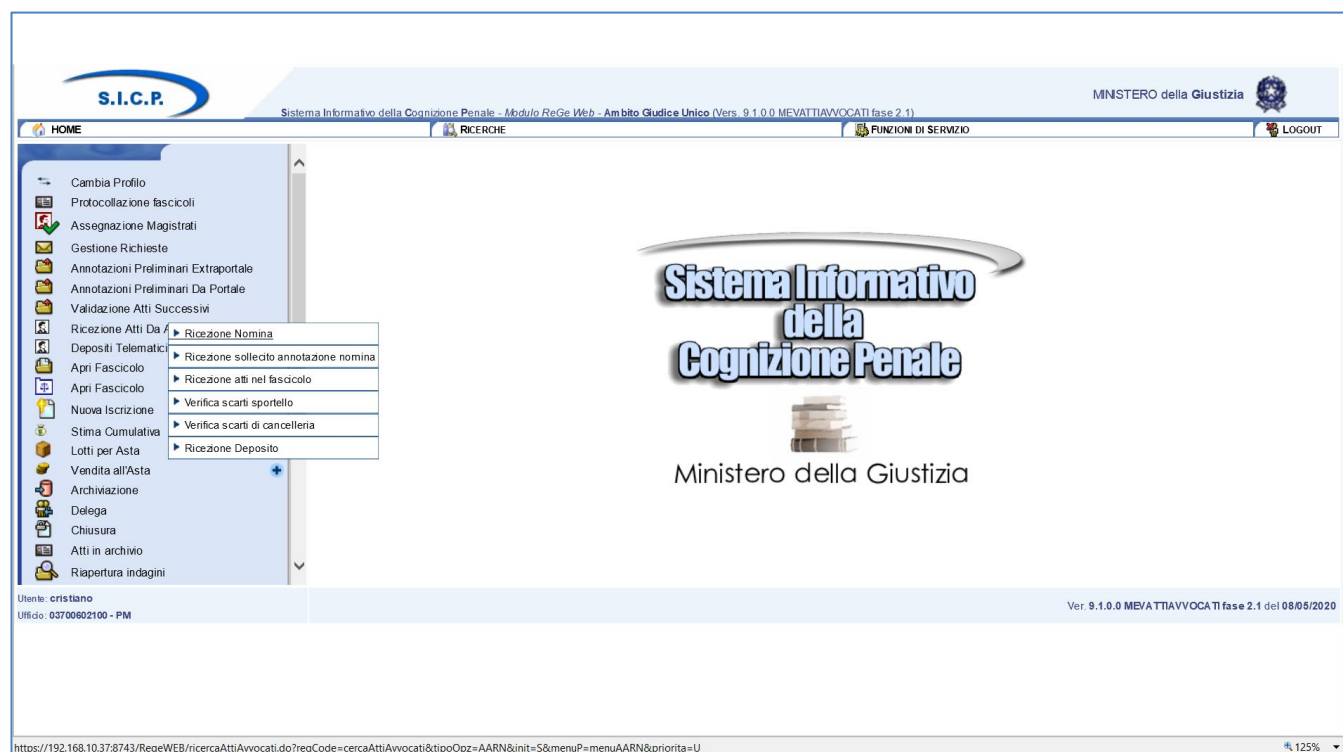 S.I.C.P.
Sistema Informativo della Cognizione Penale - Modulo ReGe Web - Ambito Giudice Unico (Vers. 9.1.0.0 MEVATTIAVVOCATI fase 2.1)
MINISTERO della Giustizia
HOME
RICERCHE
FUNZIONI DI SERVIZIO
LOGOUT
Cambia Profilo
Protocollazione fascicoli
Assegnazione Magistrati
Gestione Richieste
Annotazioni Preliminari Extraportale
Annotazioni Preliminari Da Portale
Validazione Atti Successivi
Ricezione Atti Da A
Depositi Telematici
Apri Fascicolo
Apri Fascicolo
Nuova Iscrizione
Stima Cumulativa
Lotti per Asta
Vendita all'Asta
Archiviazione
Delega
Chiusura
Atti in archivio
Riapertura indagini
Ricezione Nomina
Ricezione sollecito annotazione nomina
Ricezione atti nel fascicolo
Verifica scarti sportello
Verifica scarti di cancelleria
Ricezione Deposito
Sistema Informativo
della
Cognizione Penale
Ministero della Giustizia
Utente: cristiano
Ufficio: 03700602100 - PM
Ver. 9.1.0.0 MEVATTIAVVOCATI fase 2.1 del 08/05/2020
https://192.168.10.37:8743/RegeWEB/ricercaAttiAvvocati.do?reqCode=cercaAttiAvvocati&tipoOpz=AARN&init=S&menuP=menuAARN&priorita=U
125%